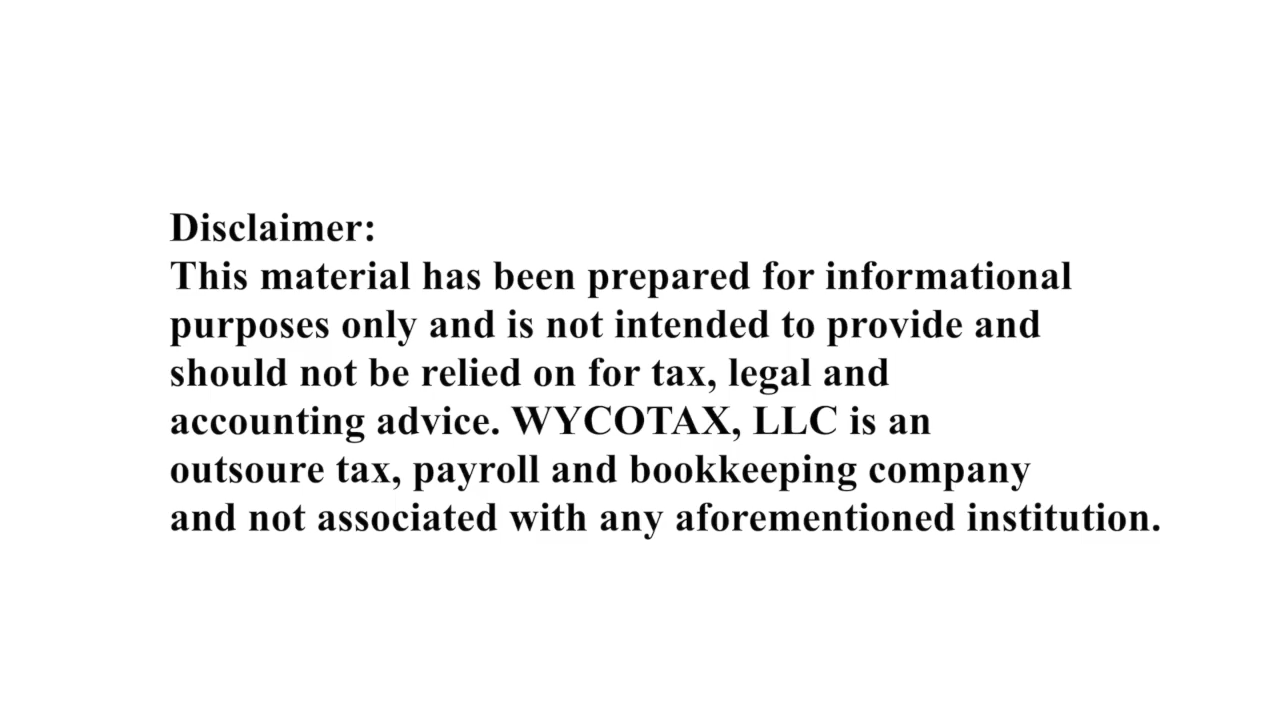 Disclaimer:
This material has been prepared for informational
purposes only and is not intended to provide and
should not be relied on for tax, legal and
accounting advice. WYCOTAX, LLC is an
outsoure tax, payroll and bookkeeping company
and not associated with any aforementioned institution.